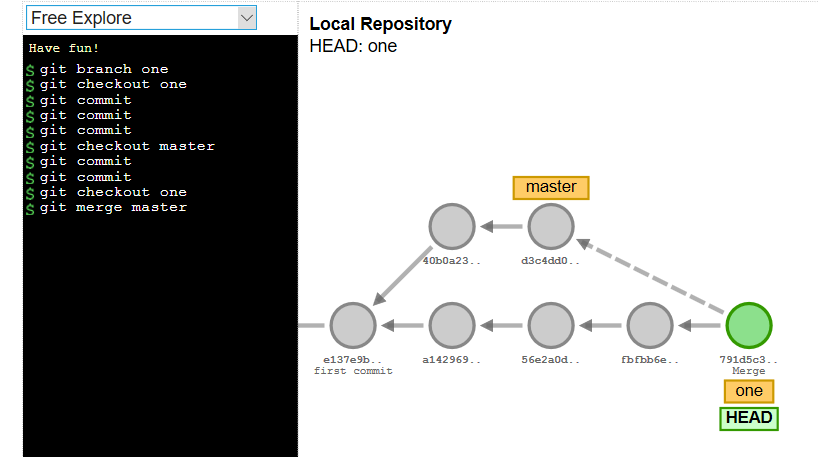 Free Explore
Have fun!
$ git branch one
$ git checkout one
$ git commit
$ git commit
$ git commit
$ git checkout master
$ git commit
$ git commit
$ git checkout one
$ git merge master
Local Repository
HEAD: one
master
40b0a23..
d3c4dd0..
e137e9b..
first commit
a142969..
56e2a0d..
fbfbb6e..
791d5c3..
Merge
one
HEAD